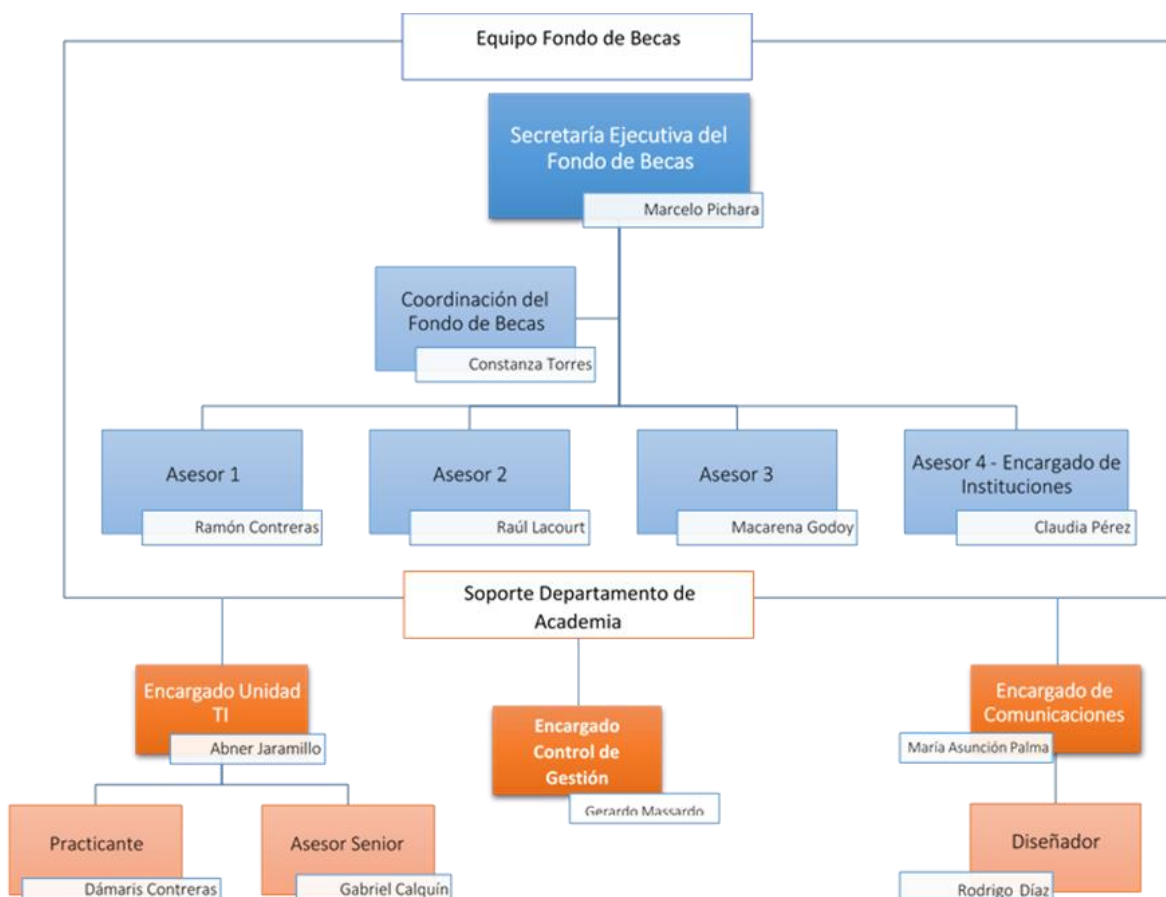 Equipo Fondo de Becas
Secretaría Ejecutiva del
Fondo de Becas
Marcelo Pichara
Coordinación del
Fondo de Becas
Constanza Torres
Asesor 1
Ramón Contreras
Asesor 2
Raúl Lacourt
Asesor 3
Macarena Godoy
Asesor 4 - Encargado de
Instituciones
Claudia Pérez
Soporte Departamento de
Academia
Encargado Unidad
TI
Abner Jaramillo
Encargado
Control de
Gestión
Gerardo Massardo
Encargado de
Comunicaciones
María Asunción Palma
Practicante
Dámaris Contreras
Asesor Senior
Gabriel Calquín
Diseñador
Rodrigo Díaz